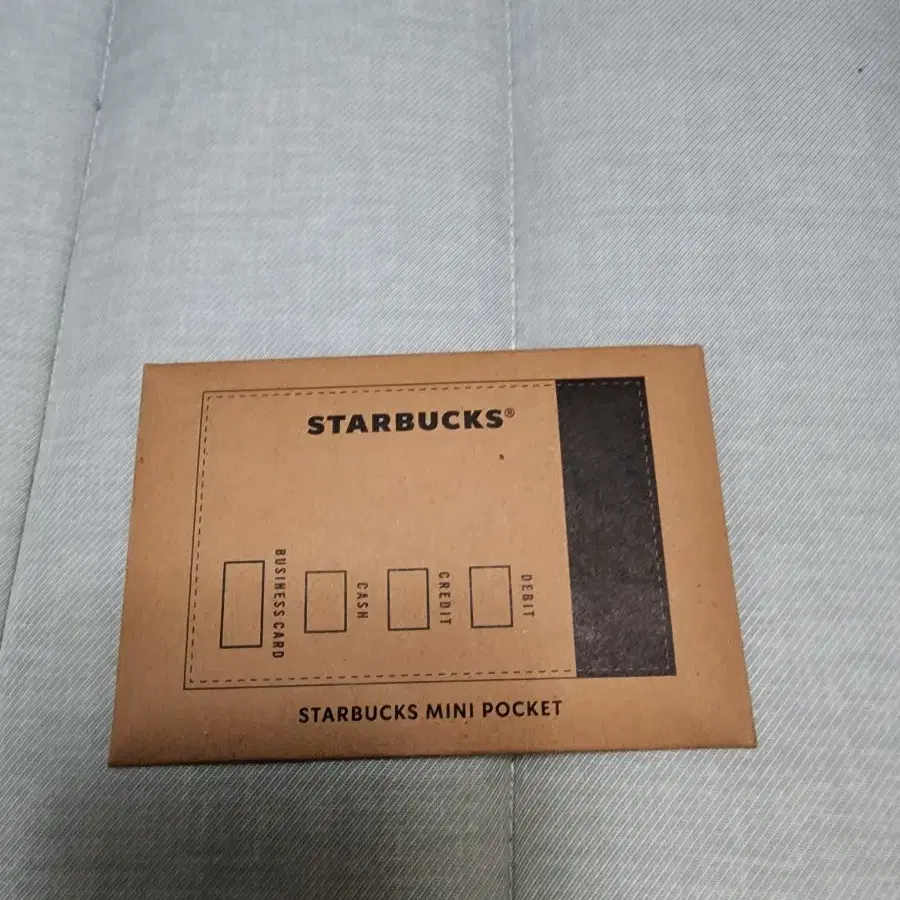 STARBUCKS®
BUSINESS CARD
CASH
CREDIT
DEBIT
STARBUCKS MINI POCKET